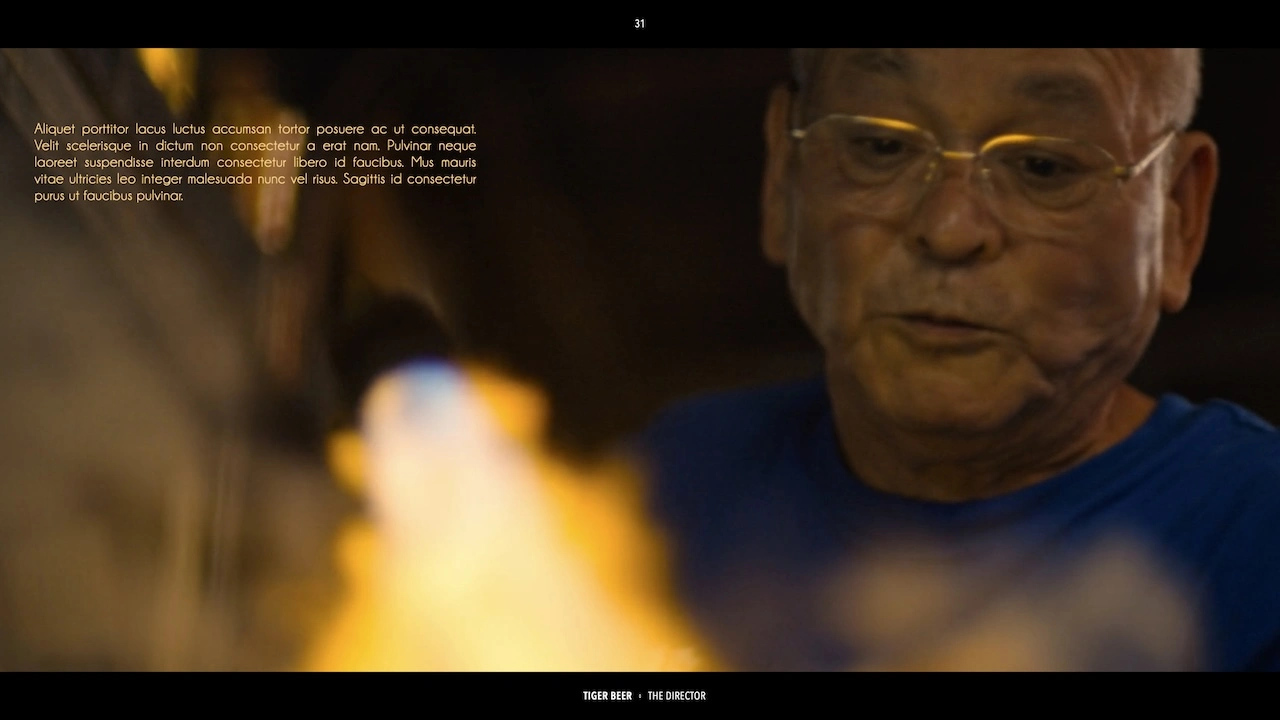 31
Aliquet porttitor lacus luctus accumsan tortor posuere ac ut consequat.
Velit scelerisque in dictum non consectetur a erat nam. Pulvinar neque
laoreet suspendisse interdum consectetur libero id faucibus. Mus mauris
vitae ultricies leo integer malesuada nunc vel risus. Sagittis id consectetur
purus ut faucibus pulvinar.
TIGER BEER THE DIRECTOR